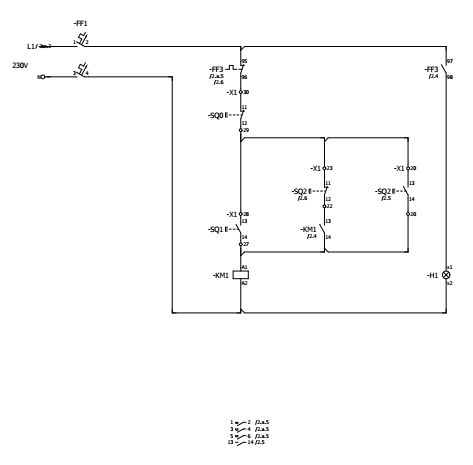 -FF1
L1/ 1 2
230V
N 3 4
95 97
-FF3 -FF3
/2.a.5 96 /2.4 98
/2.6
-X1 30
11
-SQ0 E
12
29
-X1 23 -X1 20
11 13
-SQ2 E -SQ2 E
/2.6 12 /2.5 14
22
-X1 28 20
13 13
-SQ1 E -KM1
14 /2.4 14
27
A1 x1
-KM1 -H1
A2 x2
1 2 /2.a.5
3 4 /2.a.5
5 6 /2.a.5
13 14 /2.5